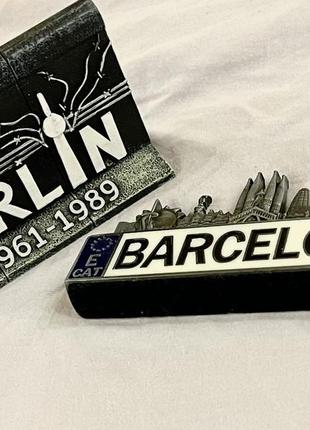 RLIN
961-1989
E
CAT
BARCELO